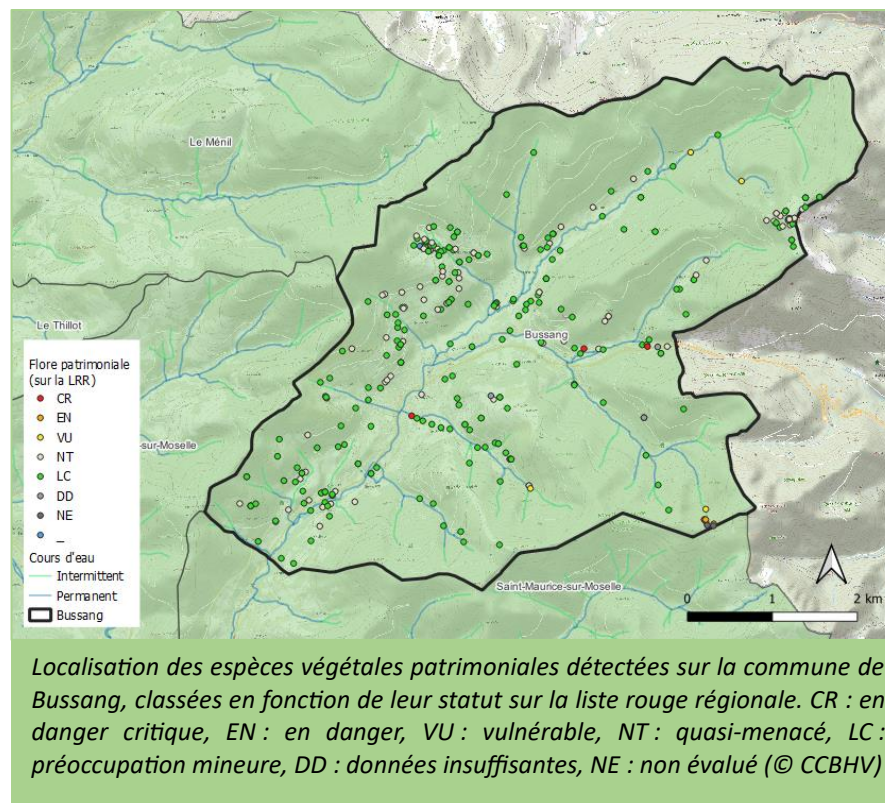 Le Ménil
Le Thillot
Bussang
sur-Moselle
Saint-Maurice-sur-Moselle
Flore patrimoniale
(sur la LRR)
CR
EN
VU
NT
LC
DD
NE
_
Cours d'eau
Intermittent
Permanent
Bussang
0 1 2 km
Localisation des espèces végétales patrimoniales détectées sur la commune de
Bussang, classées en fonction de leur statut sur la liste rouge régionale. CR : en
danger critique, EN : en danger, VU : vulnérable, NT : quasi-menacé, LC :
préoccupation mineure, DD : données insuffisantes, NE : non évalué (© CCBHV)